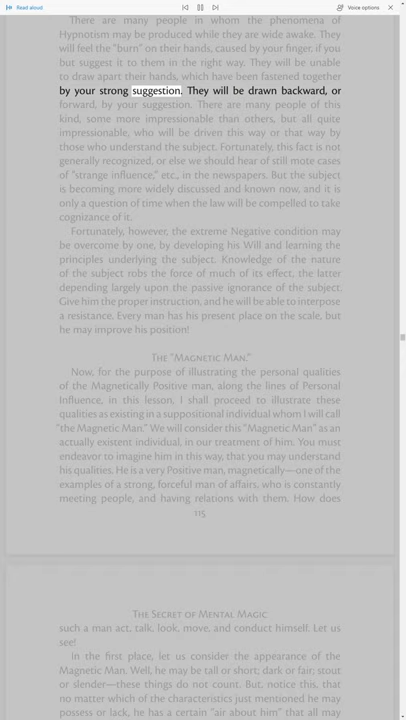 Read aloud
Voice options
There are many people in whom the phenomena of
Hypnotism may be produced while they are wide awake. They
will feel the "burn" on their hands, caused by your finger, if you
but suggest it to them in the right way. They will be unable
to draw apart their hands, which have been fastened together
by your strong suggestion. They will be drawn backward, or
forward, by your suggestion. There are many people of this
kind, some more impressionable than others, but all quite
impressionable, who will be driven this way or that way by
those who understand the subject. Fortunately, this fact is not
generally recognized, or else we should hear of still mote cases
of "strange influence," etc., in the newspapers. But the subject
is becoming more widely discussed and known now, and it is
only a question of time when the law will be compelled to take
cognizance of it.
Fortunately, however, the extreme Negative condition may
be overcome by one, by developing his Will and learning the
principles underlying the subject. Knowledge of the nature
of the subject robs the force of much of its effect, the latter
depending largely upon the passive ignorance of the subject.
Give him the proper instruction, and he will be able to interpose
a resistance. Every man has his present place on the scale, but
he may improve his position!
The "Magnetic Man."
Now, for the purpose of illustrating the personal qualities
of the Magnetically Positive man, along the lines of Personal
Influence, in this lesson, I shall proceed to illustrate these
qualities as existing in a suppositional individual whom I will call
"the Magnetic Man." We will consider this "Magnetic Man" as an
actually existent individual, in our treatment of him. You must
endeavor to imagine him in this way, that you may understand
his qualities. He is a very Positive man, magnetically—one of the
examples of a strong, forceful man of affairs, who is constantly
meeting people, and having relations with them. How does
115
The Secret of Mental Magic
such a man act, talk, look, move, and conduct himself. Let us
see!
In the first place, let us consider the appearance of the
Magnetic Man. Well, he may be tall or short; dark or fair; stout
or slender—these things do not count. But, notice this, that
no matter which of the characteristics just mentioned he may
possess or lack, he has a certain "air about him" that all may